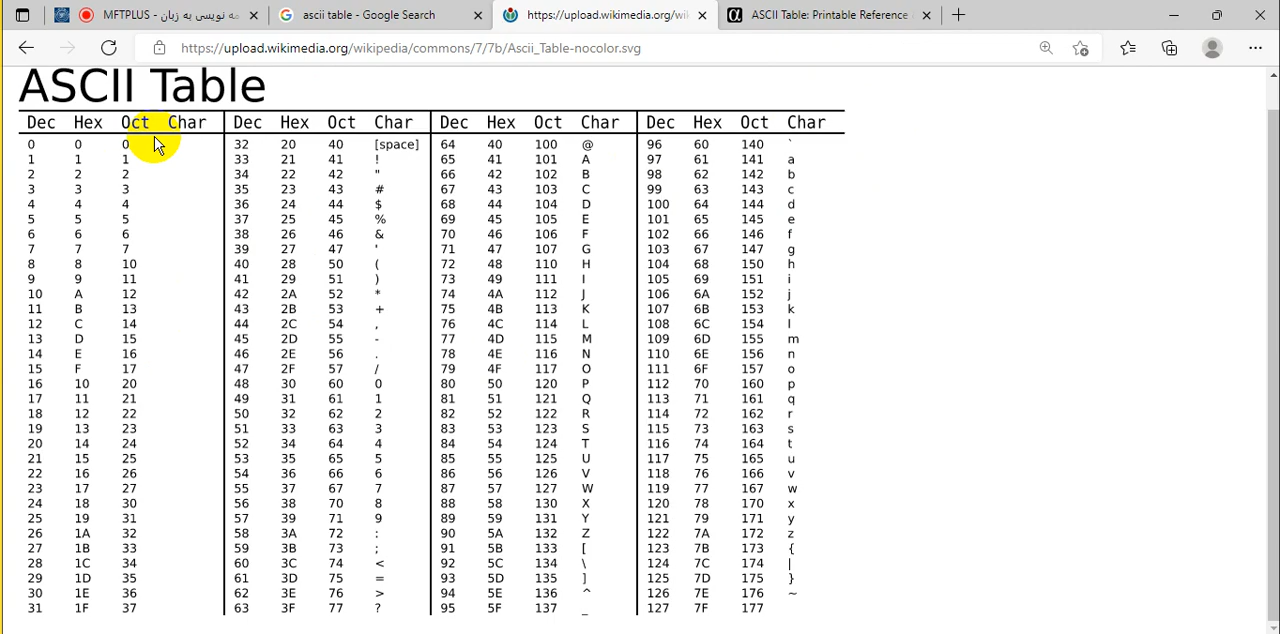 MFTPLUS - مه نویسی به زبان
ascii table - Google Search
https://upload.wikimedia.org/wiki
ASCII Table: Printable Reference
https://upload.wikimedia.org/wikipedia/commons/7/7b/Ascii_Table-nocolor.svg
ASCII Table
Dec Hex Oct Char Dec Hex Oct Char Dec Hex Oct Char Dec Hex Oct Char
0 0 0 32 20 40 [space] 64 40 100 @ 96 60 140 `
1 1 1 33 21 41 ! 65 41 101 A 97 61 141 a
2 2 2 34 22 42 " 66 42 102 B 98 62 142 b
3 3 3 35 23 43 # 67 43 103 C 99 63 143 c
4 4 4 36 24 44 $ 68 44 104 D 100 64 144 d
5 5 5 37 25 45 % 69 45 105 E 101 65 145 e
6 6 6 38 26 46 & 70 46 106 F 102 66 146 f
7 7 7 39 27 47 ' 71 47 107 G 103 67 147 g
8 8 10 40 28 50 ( 72 48 110 H 104 68 150 h
9 9 11 41 29 51 ) 73 49 111 I 105 69 151 i
10 A 12 42 2A 52 * 74 4A 112 J 106 6A 152 j
11 B 13 43 2B 53 + 75 4B 113 K 107 6B 153 k
12 C 14 44 2C 54 , 76 4C 114 L 108 6C 154 l
13 D 15 45 2D 55 - 77 4D 115 M 109 6D 155 m
14 E 16 46 2E 56 . 78 4E 116 N 110 6E 156 n
15 F 17 47 2F 57 / 79 4F 117 O 111 6F 157 o
16 10 20 48 30 60 0 80 50 120 P 112 70 160 p
17 11 21 49 31 61 1 81 51 121 Q 113 71 161 q
18 12 22 50 32 62 2 82 52 122 R 114 72 162 r
19 13 23 51 33 63 3 83 53 123 S 115 73 163 s
20 14 24 52 34 64 4 84 54 124 T 116 74 164 t
21 15 25 53 35 65 5 85 55 125 U 117 75 165 u
22 16 26 54 36 66 6 86 56 126 V 118 76 166 v
23 17 27 55 37 67 7 87 57 127 W 119 77 167 w
24 18 30 56 38 70 8 88 58 130 X 120 78 170 x
25 19 31 57 39 71 9 89 59 131 Y 121 79 171 y
26 1A 32 58 3A 72 : 90 5A 132 Z 122 7A 172 z
27 1B 33 59 3B 73 ; 91 5B 133 [ 123 7B 173 {
28 1C 34 60 3C 74 < 92 5C 134 \ 124 7C 174 |
29 1D 35 61 3D 75 = 93 5D 135 ] 125 7D 175 }
30 1E 36 62 3E 76 > 94 5E 136 ^ 126 7E 176 ~
31 1F 37 63 3F 77 ? 95 5F 137 _ 127 7F 177